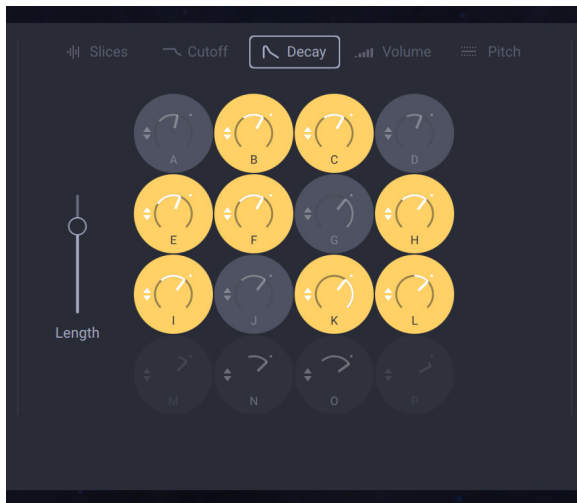 Slices Cutoff Decay Volume Pitch
A B C D
E F G H
I J K L
Length
M N O P